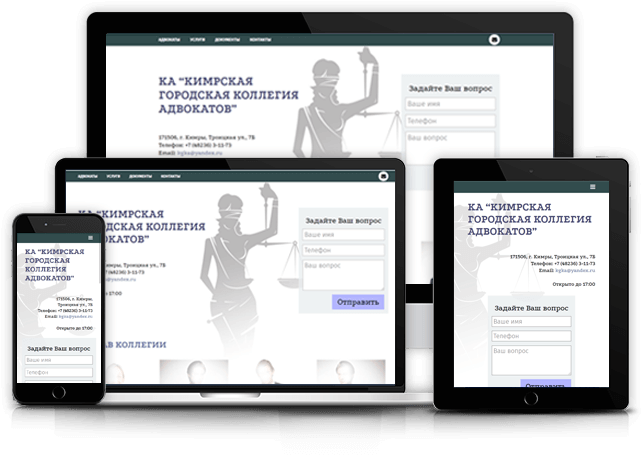 АДВОКАТЫ УСЛУГИ ДОКУМЕНТЫ КОНТАКТЫ
КА “КИМРСКАЯ
ГОРОДСКАЯ КОЛЛЕГИЯ
АДВОКАТОВ”
171506, г. Кимры, Троицкая ул., 7Б
Телефон: +7 (48236) 3-11-73
Email: kgka@yandex.ru
Задайте Ваш вопрос
Ваше имя
Телефон
Ваш вопрос
АДВОКАТЫ УСЛУГИ ДОКУМЕНТЫ КОНТАКТЫ
КА “КИМРСКАЯ
ГОРОДСКАЯ КОЛЛЕГИЯ
АДВОКАТОВ”
Кимры, Троицкая ул., 7Б
+7 (48236) 3-11-73
kgka@yandex.ru
до 17:00
Задайте Ваш вопрос
Ваше имя
Телефон
Ваш вопрос
Отправить
АВ КОЛЛЕГИИ
КА “КИМРСКАЯ
ГОРОДСКАЯ
КОЛЛЕГИЯ
АДВОКАТОВ”
171506, г. Кимры,
Троицкая ул., 7Б
Телефон: +7 (48236) 3-11-73
Email: kgka@yandex.ru
Открыто до 17:00
Задайте Ваш вопрос
Ваше имя
Телефон
КА “КИМРСКАЯ
ГОРОДСКАЯ КОЛЛЕГИЯ
АДВОКАТОВ”
171506, г. Кимры, Троицкая ул., 7Б
Телефон: +7 (48236) 3-11-73
Email: kgka@yandex.ru
Открыто до 17:00
Задайте Ваш вопрос
Ваше имя
Телефон
Ваш вопрос
Отправить